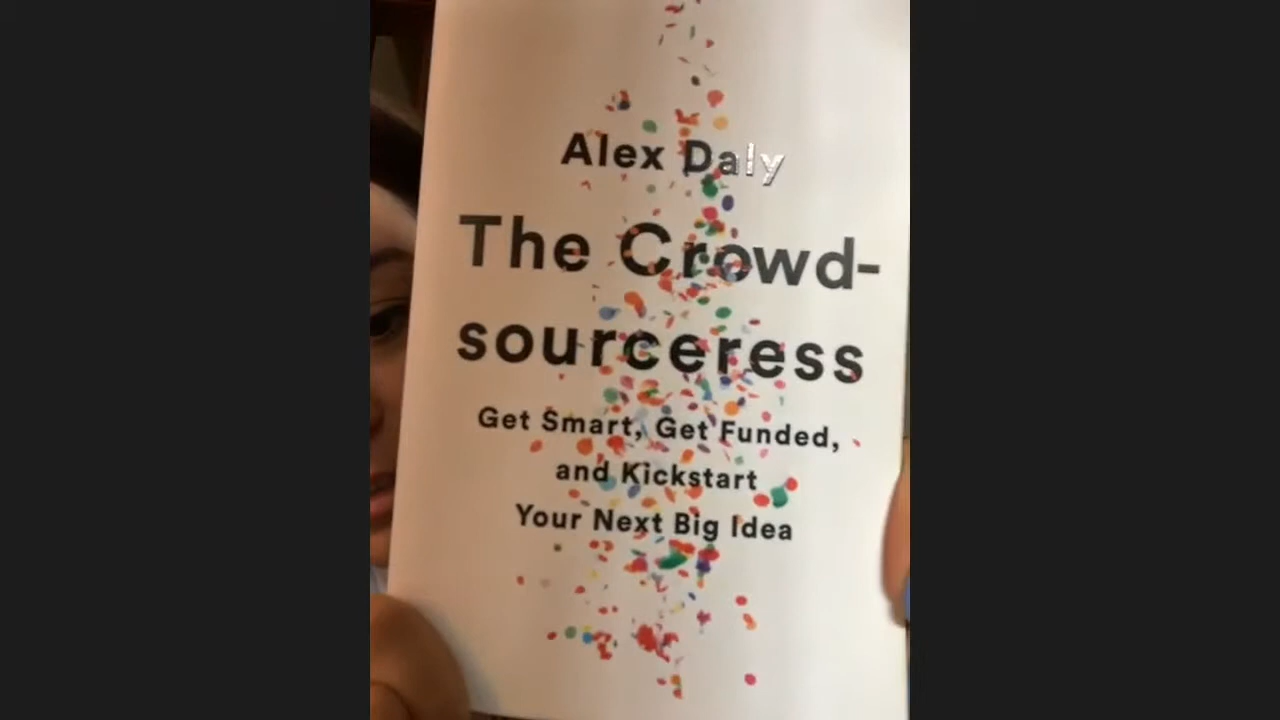 Alex Daly
The Crowd-
sourceress
Get Smart, Get Funded,
and Kickstart
Your Next Big Idea